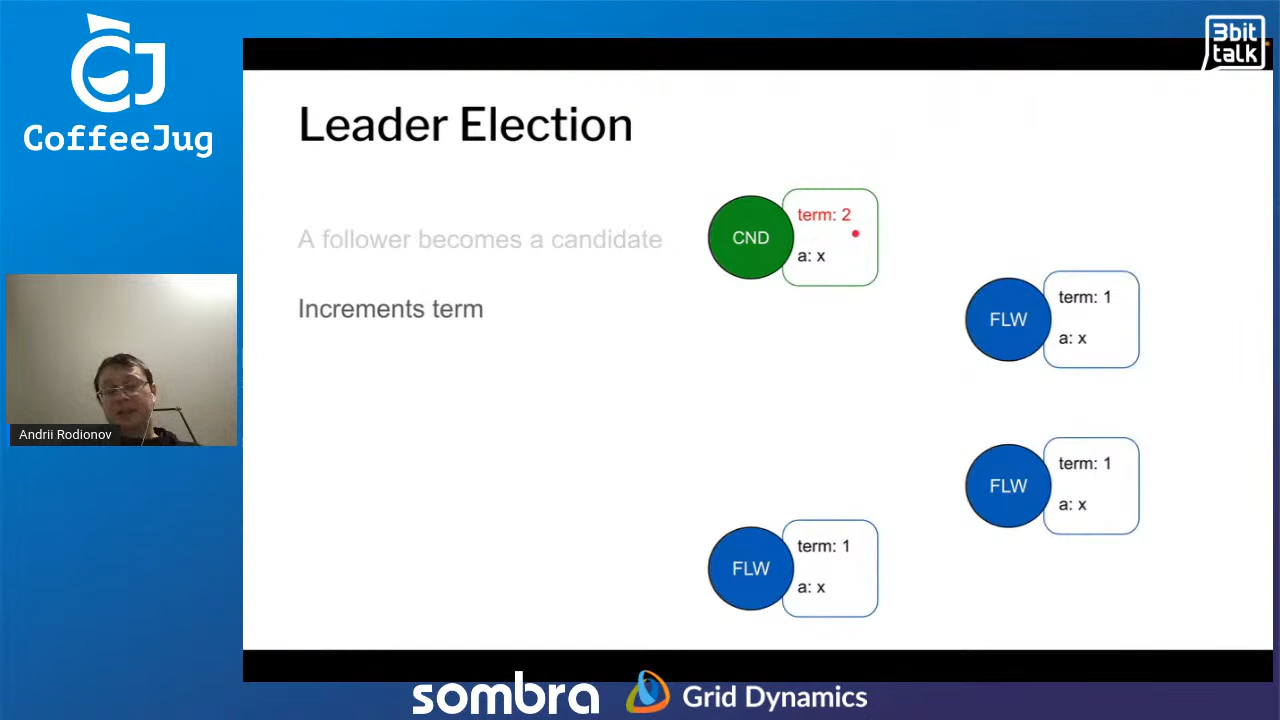 CoffeeJug
3bit
talk
Leader Election
A follower becomes a candidate
Increments term
CND
term: 2
a: x
FLW
term: 1
a: x
FLW
term: 1
a: x
FLW
term: 1
a: x
Andrii Rodionov
sombra
Grid Dynamics